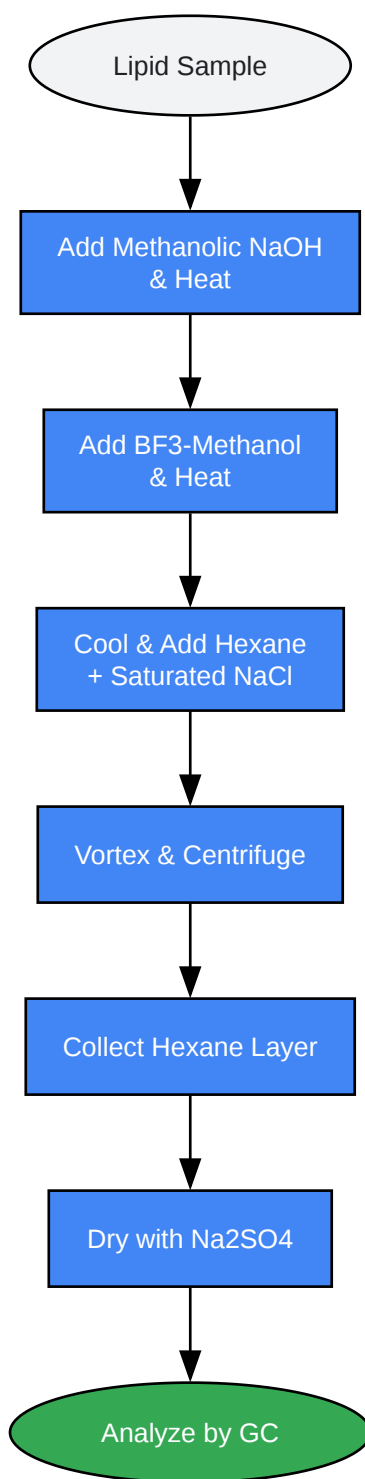 Lipid Sample
Add Methanolic NaOH
& Heat
Add BF3-Methanol
& Heat
Cool & Add Hexane
+ Saturated NaCl
Vortex & Centrifuge
Collect Hexane Layer
Dry with Na2SO4
Analyze by GC